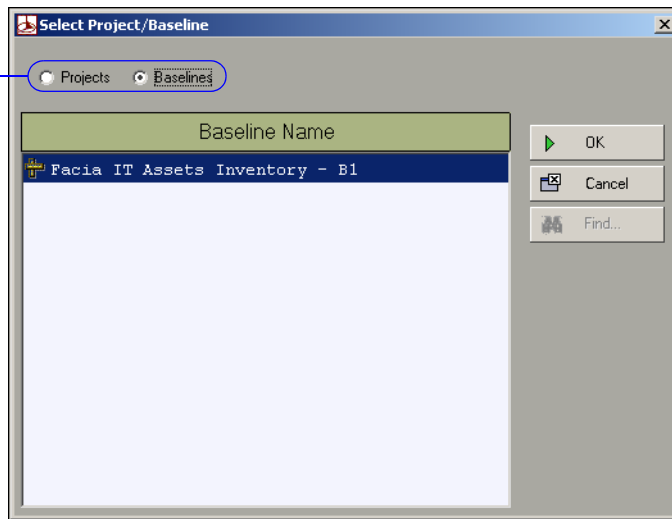 Select Project/Baseline
Projects Baselines
Baseline Name
OK
Facia IT Assets Inventory - B1
Cancel
Find...